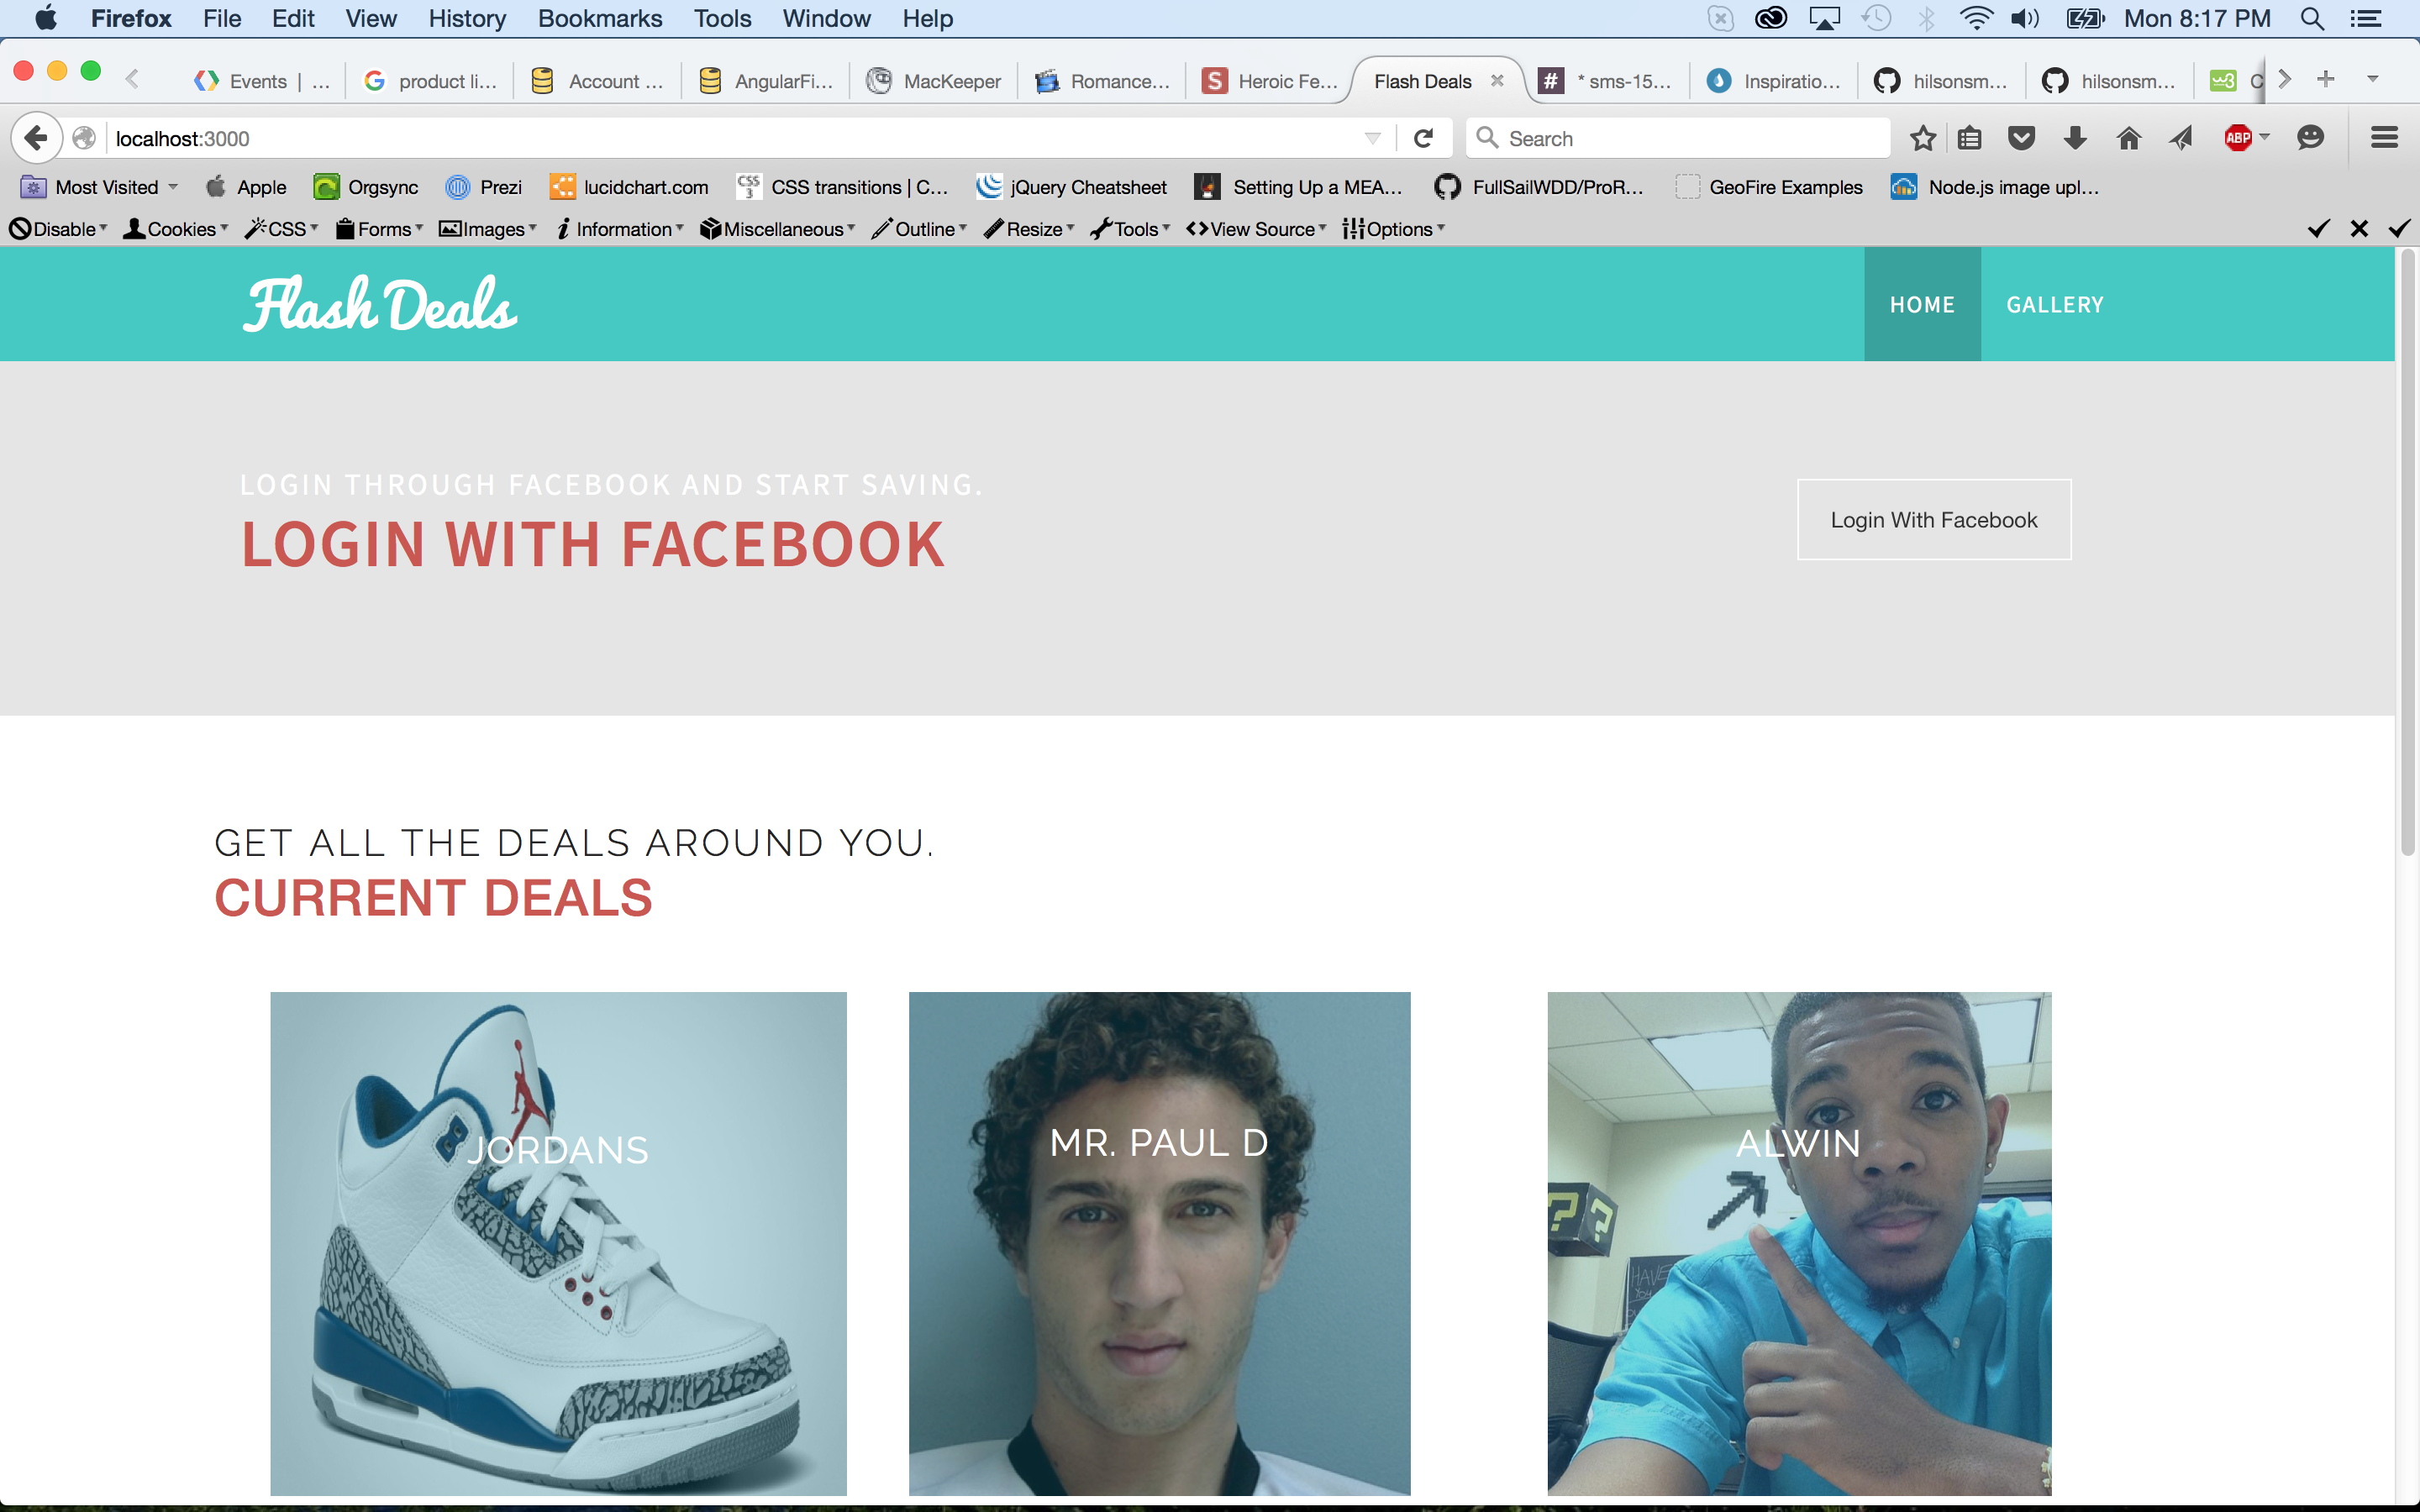 Firefox File Edit View History Bookmarks Tools Window Help Mon 8:17 PM
Events | ... product li... Account ... AngularFi... MacKeeper Romance... Heroic Fe... Flash Deals * sms-15... Inspiratio... hilsonsm... hilsonsm... C
localhost:3000 Search ABP
Most Visited Apple Orgsync Prezi lucidchart.com CSS transitions | C... jQuery Cheatsheet Setting Up a MEA... FullSailWDD/ProR... GeoFire Examples Node.js image upl...
Disable Cookies CSS Forms Images Information Miscellaneous Outline Resize Tools View Source Options
Flash Deals HOME GALLERY
LOGIN THROUGH FACEBOOK AND START SAVING.
LOGIN WITH FACEBOOK
Login With Facebook
GET ALL THE DEALS AROUND YOU.
CURRENT DEALS
JORDANS MR. PAUL D ALWIN
HAVE
YOU